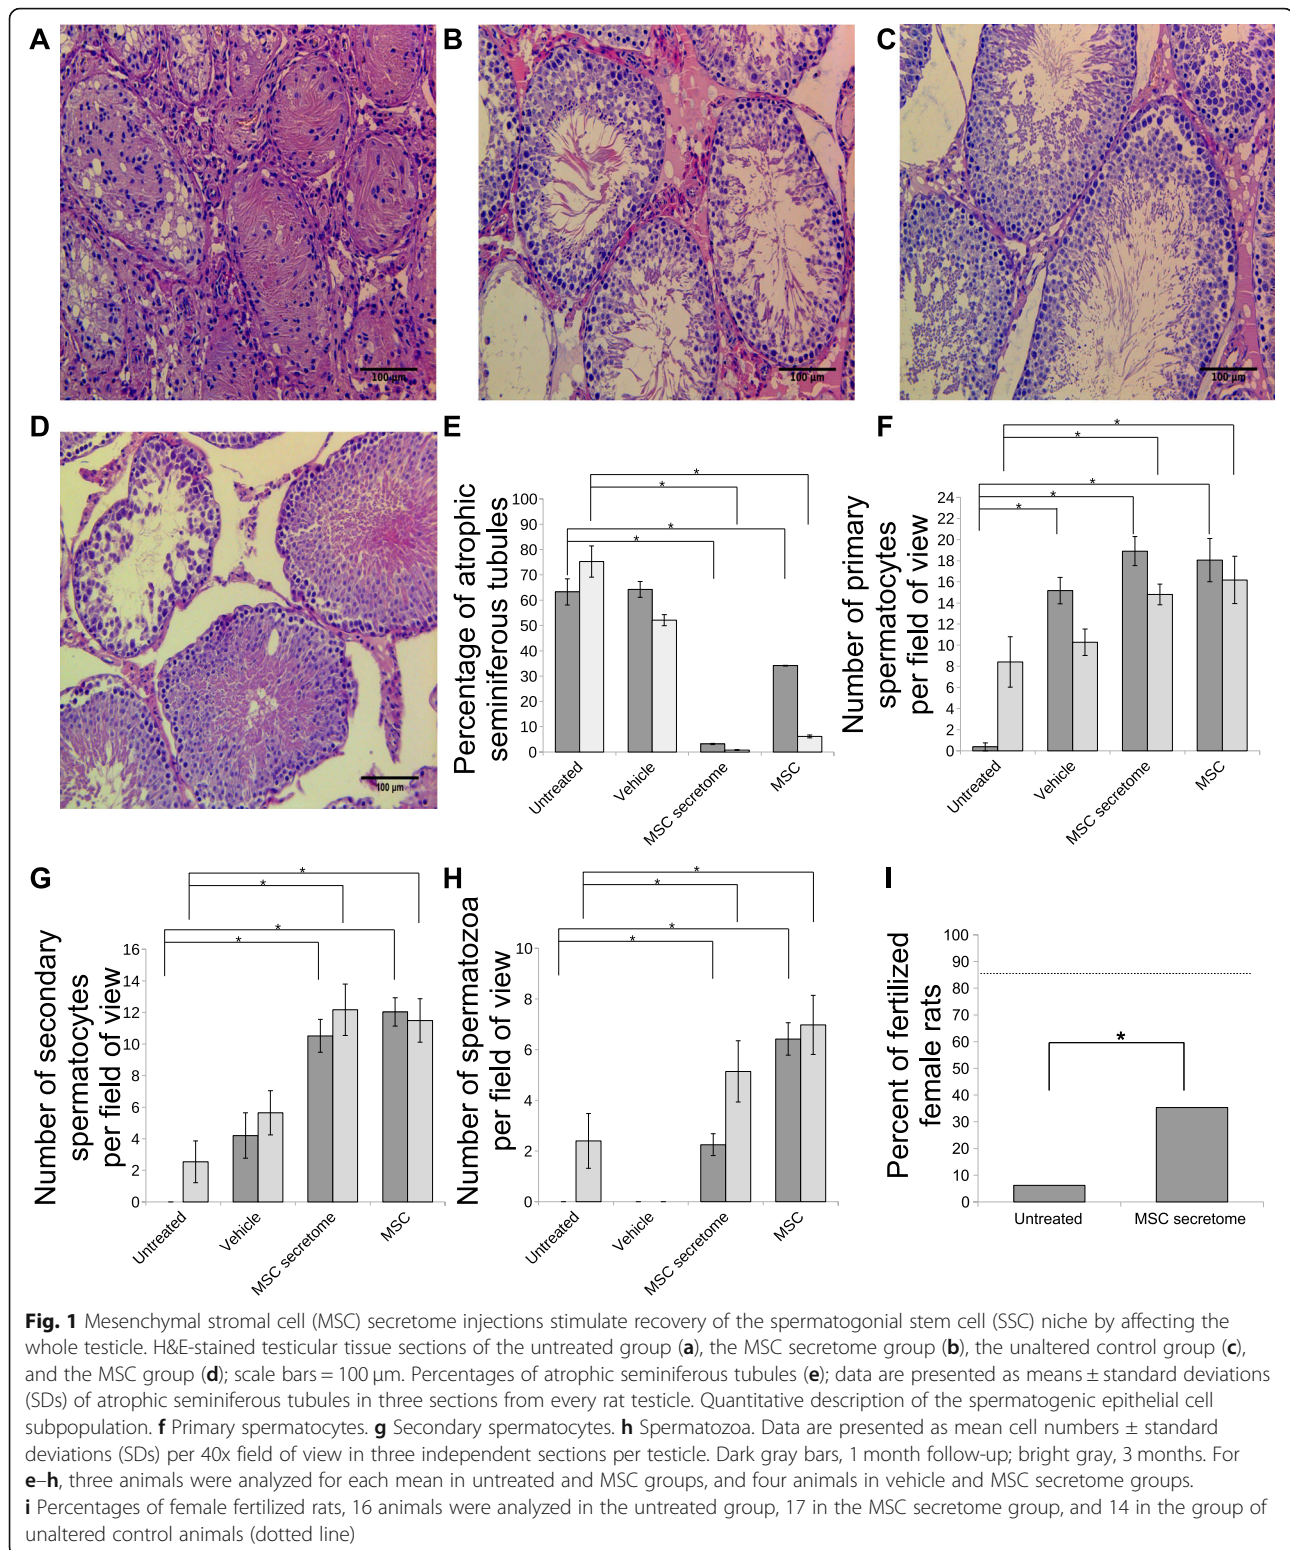 A
B
C
100 µm
100 µm
100 µm
D
100 µm
E
Percentage of atrophic
seminiferous tubules
100
90
80
70
60
50
40
30
20
10
0
*
*
*
*
Untreated
Vehicle
MSC secretome
MSC
F
Number of primary
spermatocytes
per field of view
24
22
20
18
16
14
12
10
8
6
4
2
0
*
*
*
*
*
Untreated
Vehicle
MSC secretome
MSC
G
Number of secondary
spermatocytes
per field of view
16
14
12
10
8
6
4
2
0
*
*
*
*
Untreated
Vehicle
MSC secretome
MSC
H
Number of spermatozoa
per field of view
10
8
6
4
2
0
*
*
*
*
Untreated
Vehicle
MSC secretome
MSC
I
Percent of fertilized
female rats
100
90
80
70
60
50
40
30
20
10
0
*
Untreated
MSC secretome
Fig. 1 Mesenchymal stromal cell (MSC) secretome injections stimulate recovery of the spermatogonial stem cell (SSC) niche by affecting the
whole testicle. H&E-stained testicular tissue sections of the untreated group (a), the MSC secretome group (b), the unaltered control group (c),
and the MSC group (d); scale bars = 100 µm. Percentages of atrophic seminiferous tubules (e); data are presented as means ± standard deviations
(SDs) of atrophic seminiferous tubules in three sections from every rat testicle. Quantitative description of the spermatogenic epithelial cell
subpopulation. f Primary spermatocytes. g Secondary spermatocytes. h Spermatozoa. Data are presented as mean cell numbers ± standard
deviations (SDs) per 40x field of view in three independent sections per testicle. Dark gray bars, 1 month follow-up; bright gray, 3 months. For
e–h, three animals were analyzed for each mean in untreated and MSC groups, and four animals in vehicle and MSC secretome groups.
i Percentages of female fertilized rats, 16 animals were analyzed in the untreated group, 17 in the MSC secretome group, and 14 in the group of
unaltered control animals (dotted line)